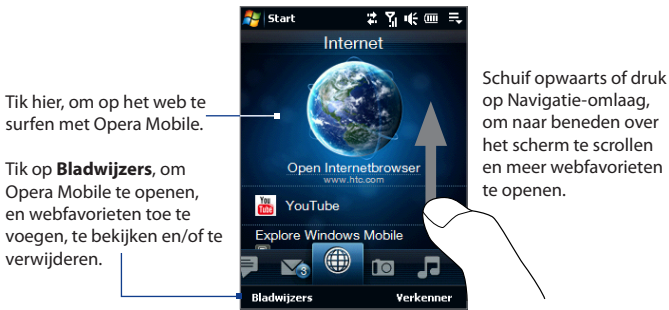 Tik hier, om op het web te
surfen met Opera Mobile.
Tik op Bladwijzers, om
Opera Mobile te openen,
en webfavorieten toe te
voegen, te bekijken en/of te
verwijderen.
Start
Internet
Open Internetbrowser
www.htc.com
You
Tube
YouTube
Explore Windows Mobile
3
Bladwijzers
Verkenner
Schuif opwaarts of druk
op Navigatie-omlaag,
om naar beneden over
het scherm te scrollen
en meer webfavorieten
te openen.